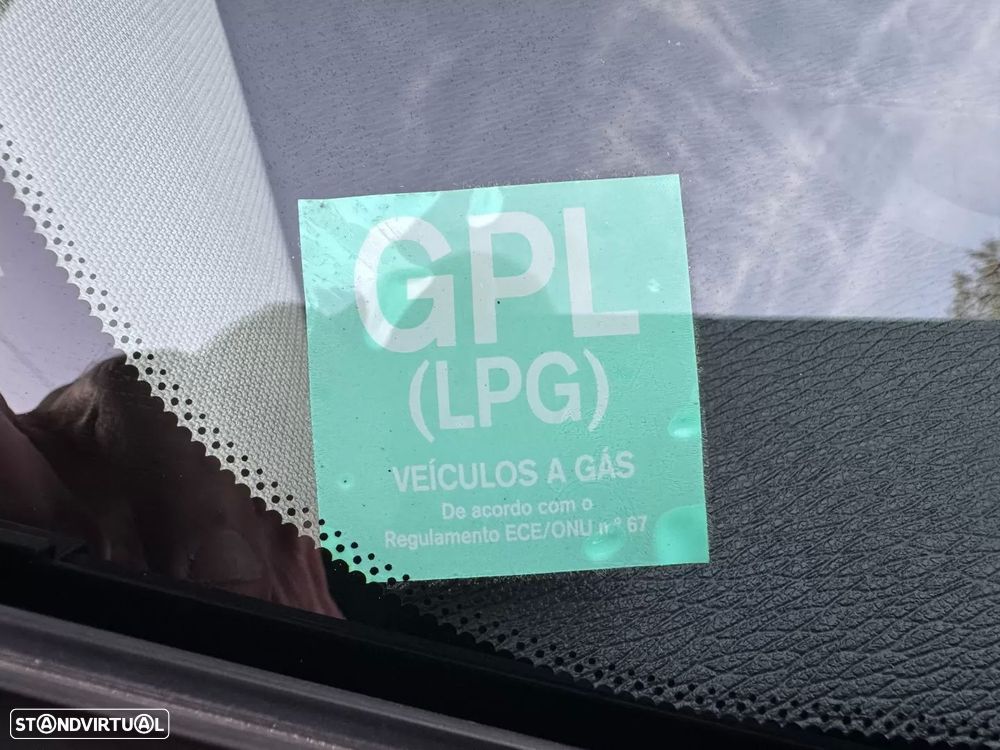 GPL
(LPG)
VEÍCULOS A GÁS
De acordo com o
Regulamento ECE/ONU n° 67
STANDVIRTUAL